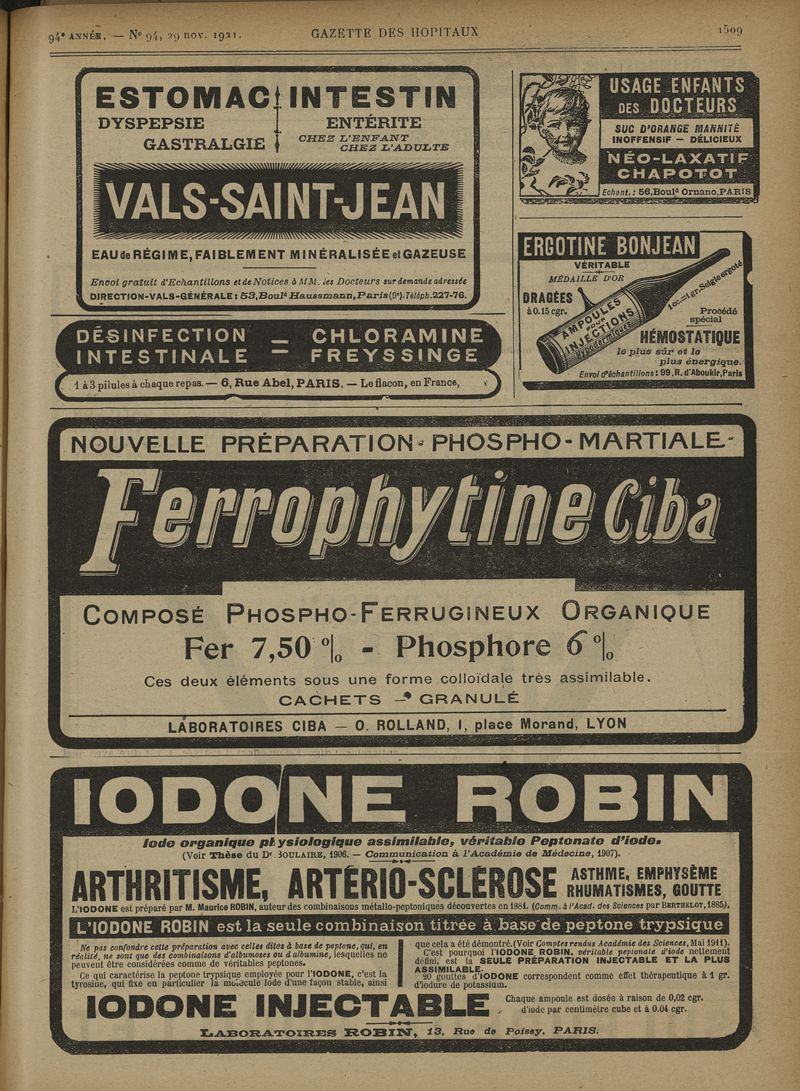 94e ANNÉE. — No 94, 29 NOV. 1921.
GAZETTE DES HOPITAUX
1509
ESTOMAC INTESTIN
DYSPEPSIE
GASTRALGIE
ENTÉRITE
CHEZ L'ENFANT
CHEZ L'ADULTE
VALS-SAINT-JEAN
EAU de RÉGIME, FAIBLEMENT MINÉRALISÉE et GAZEUSE
Envoi gratuit d'Echantillons et de Notices à MM. les Docteurs sur demande adressée
DIRECTION-VALS-GÉNÉRALE : 53, Bould Haussmann, Paris (9e). Téléph. 227-76.
USAGE ENFANTS
DES DOCTEURS
SUC D'ORANGE MANNITÉ
INOFFENSIF — DÉLICIEUX
NÉO-LAXATIF
CHAPOTOT
Echant. : 56, Bould Ornano, PARIS
ERGOTINE BONJEAN
VÉRITABLE
MÉDAILLE D'OR
DRAGÉES
à 0.15 cgr.
AMPOULES
POUR
INJECTIONS
Hypodermiques
1cc.=1gr. Seigle ergoté
Procédé
spécial
HÉMOSTATIQUE
le plus sûr et le
plus énergique.
Envoi d'échantillons : 99, R. d'Aboukir, Paris
DÉSINFECTION = CHLORAMINE
INTESTINALE = FREYSSINGE
1 à 3 pilules à chaque repas. — 6, Rue Abel, PARIS. — Le flacon, en France,
NOUVELLE PRÉPARATION - PHOSPHO - MARTIALE -
Ferrophytine Ciba
COMPOSÉ PHOSPHO-FERRUGINEUX ORGANIQUE
Fer 7,50 % - Phosphore 6 %
Ces deux éléments sous une forme colloïdale très assimilable.
CACHETS — GRANULÉ
LABORATOIRES CIBA — O. ROLLAND, 1, place Morand, LYON
IODONE ROBIN
Iode organique physiologique assimilable, véritable Peptonate d'iode.
(Voir Thèse du Dr BOULAIRE, 1906. — Communication à l'Académie de Médecine, 1907).
ARTHRITISME, ARTÉRIO-SCLÉROSE
ASTHME, EMPHYSÈME
RHUMATISMES, GOUTTE
L'IODONE est préparé par M. Maurice ROBIN, auteur des combinaisons métallo-peptoniques découvertes en 1881. (Comm. à l'Acad. des Sciences par BERTHELOT, 1885).
L'IODONE ROBIN est la seule combinaison titrée à base de peptone trypsique
Ne pas confondre cette préparation avec celles dites à base de peptone, qui, en
réalité, ne sont que des combinaisons d'albumoses ou d'albumine, lesquelles ne
peuvent être considérées comme de véritables peptones.
Ce qui caractérise la peptone trypsique employée pour l'IODONE, c'est la
tyrosine, qui fixe en particulier la molécule Iode d'une façon stable, ainsi
que cela a été démontré. (Voir Comptes rendus Académie des Sciences, Mai 1911).
C'est pourquoi l'IODONE ROBIN, véritable peptonate d'iode nettement
défini, est la SEULE PRÉPARATION INJECTABLE ET LA PLUS
ASSIMILABLE.
20 gouttes d'IODONE correspondent comme effet thérapeutique à 1 gr.
d'iodure de potassium.
IODONE INJECTABLE
Chaque ampoule est dosée à raison de 0,02 cgr.
d'iode par centimètre cube et à 0.04 cgr.
LABORATOIRES ROBIN, 13, Rue de Poissy, PARIS.